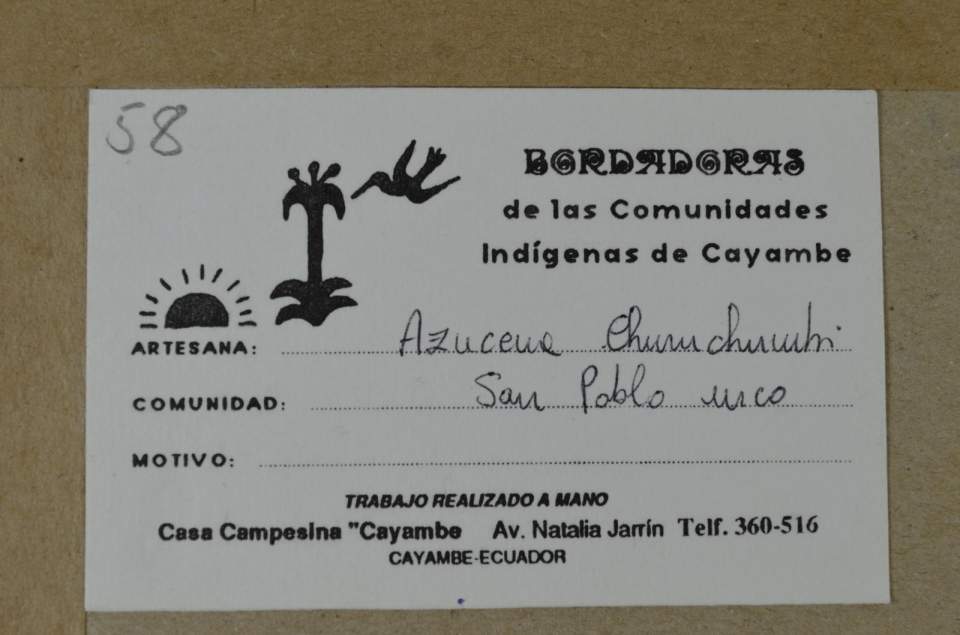 58
BORDADORAS
de las Comunidades
Indígenas de Cayambe
ARTESANA: Azucena Churuchumbi
COMUNIDAD: San Pablo urco
MOTIVO:
TRABAJO REALIZADO A MANO
Casa Campesina "Cayambe Av. Natalia Jarrín Telf. 360-516
CAYAMBE-ECUADOR